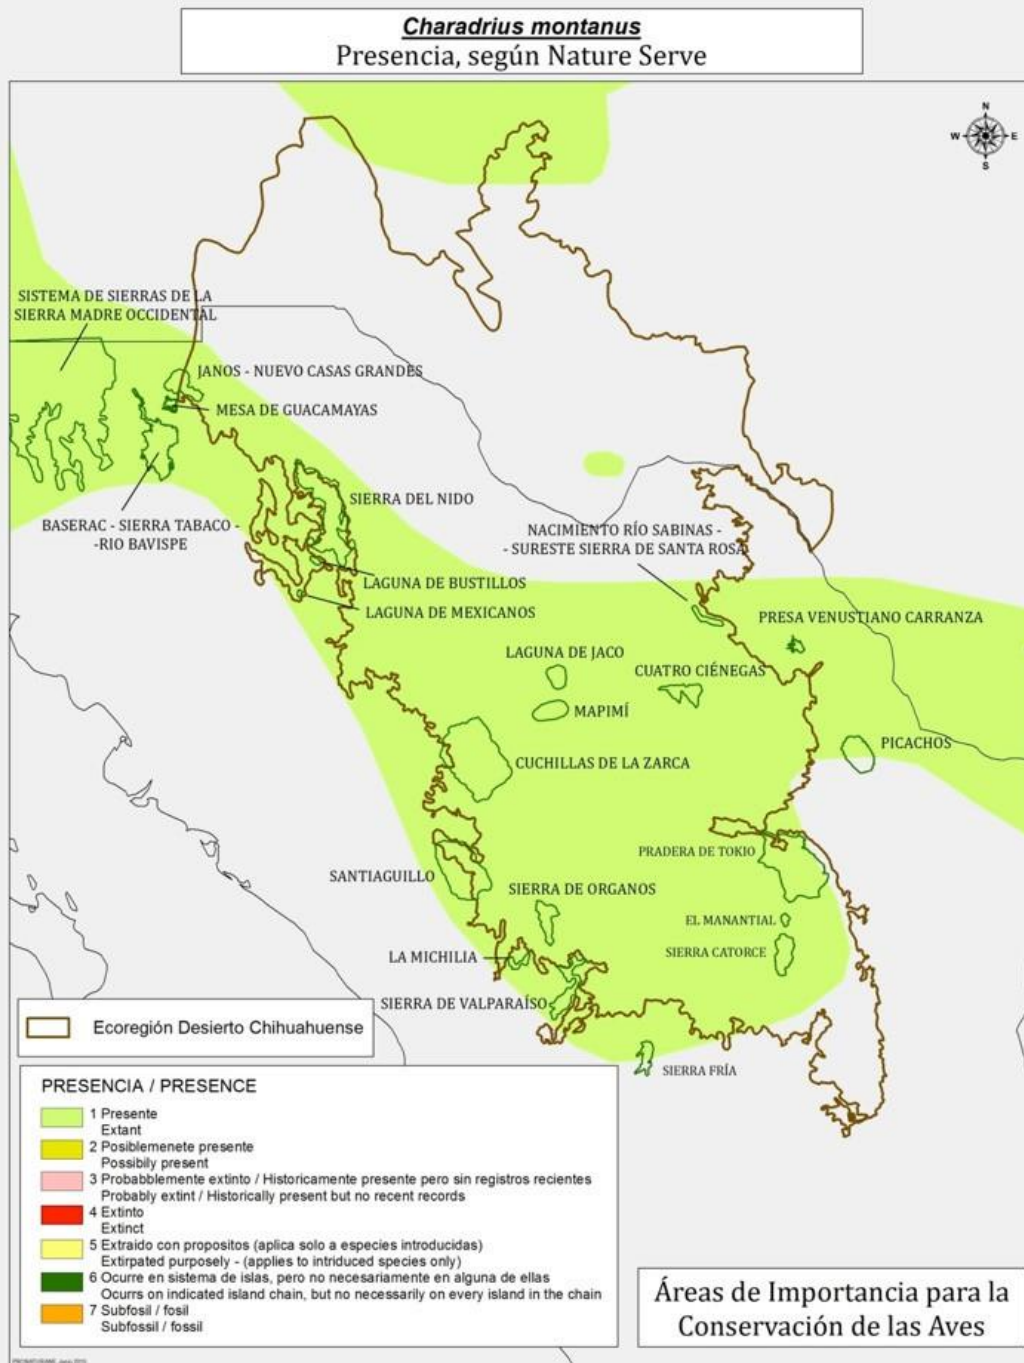 Charadrius montanus
Presencia, según Nature Serve
N
W
E
S
SISTEMA DE SIERRAS DE LA
SIERRA MADRE OCCIDENTAL
JANOS - NUEVO CASAS GRANDES
MESA DE GUACAMAYAS
SIERRA DEL NIDO
BASERAC - SIERRA TABACO -
-RIO BAVISPE
NACIMIENTO RÍO SABINAS -
- SURESTE SIERRA DE SANTA ROSA
LAGUNA DE BUSTILLOS
LAGUNA DE MEXICANOS
PRESA VENUSTIANO CARRANZA
LAGUNA DE JACO
CUATRO CIÉNEGAS
MAPIMÍ
PICACHOS
CUCHILLAS DE LA ZARCA
PRADERA DE TOKIO
SANTIAGUILLO
SIERRA DE ORGANOS
EL MANANTIAL
LA MICHILIA
SIERRA CATORCE
SIERRA DE VALPARAÍSO
SIERRA FRÍA
Ecoregión Desierto Chihuahuense
PRESENCIA / PRESENCE
1 Presente
Extant
2 Posiblemenete presente
Possibily present
3 Probabblemente extinto / Historicamente presente pero sin registros recientes
Probably extint / Historically present but no recent records
4 Extinto
Extinct
5 Extraido con propositos (aplica solo a especies introducidas)
Extirpated purposely - (applies to intriduced species only)
6 Ocurre en sistema de islas, pero no necesariamente en alguna de ellas
Ocurrs on indicated island chain, but no necessarily on every island in the chain
7 Subfosil / fosil
Subfossil / fossil
Áreas de Importancia para la
Conservación de las Aves